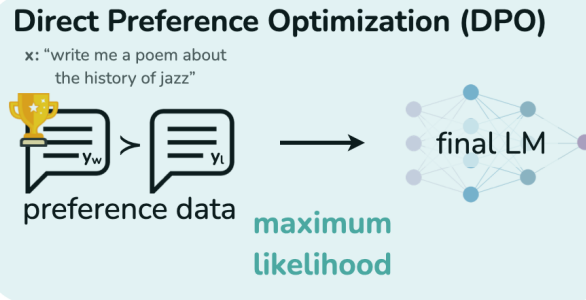 Direct Preference Optimization (DPO)
x: “write me a poem about
the history of jazz”
y_w > y_l
preference data
maximum
likelihood
final LM